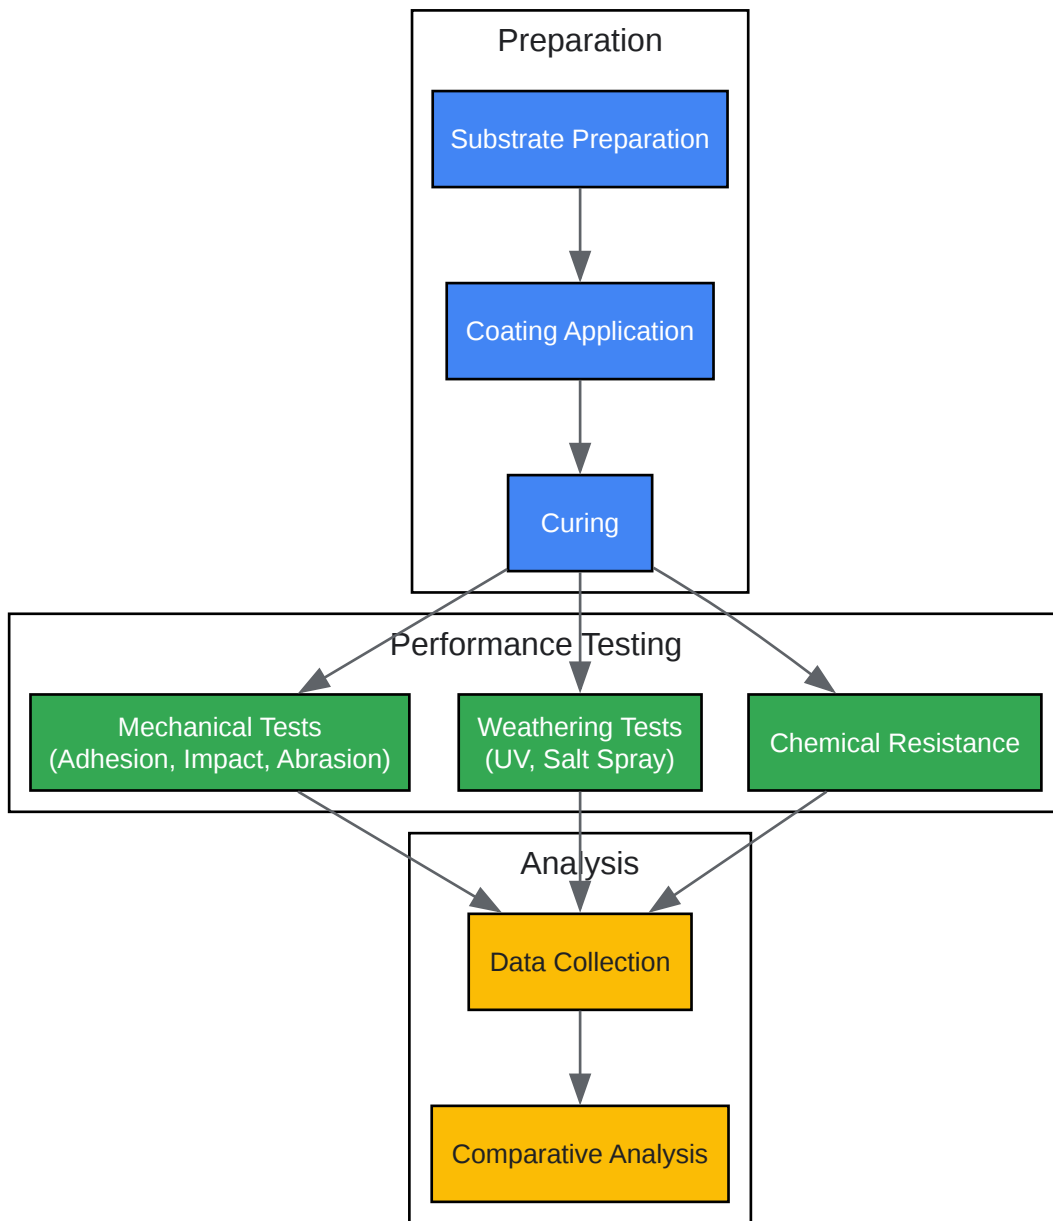 Preparation
Substrate Preparation
Coating Application
Curing
Performance Testing
Mechanical Tests
(Adhesion, Impact, Abrasion)
Weathering Tests
(UV, Salt Spray)
Chemical Resistance
Analysis
Data Collection
Comparative Analysis